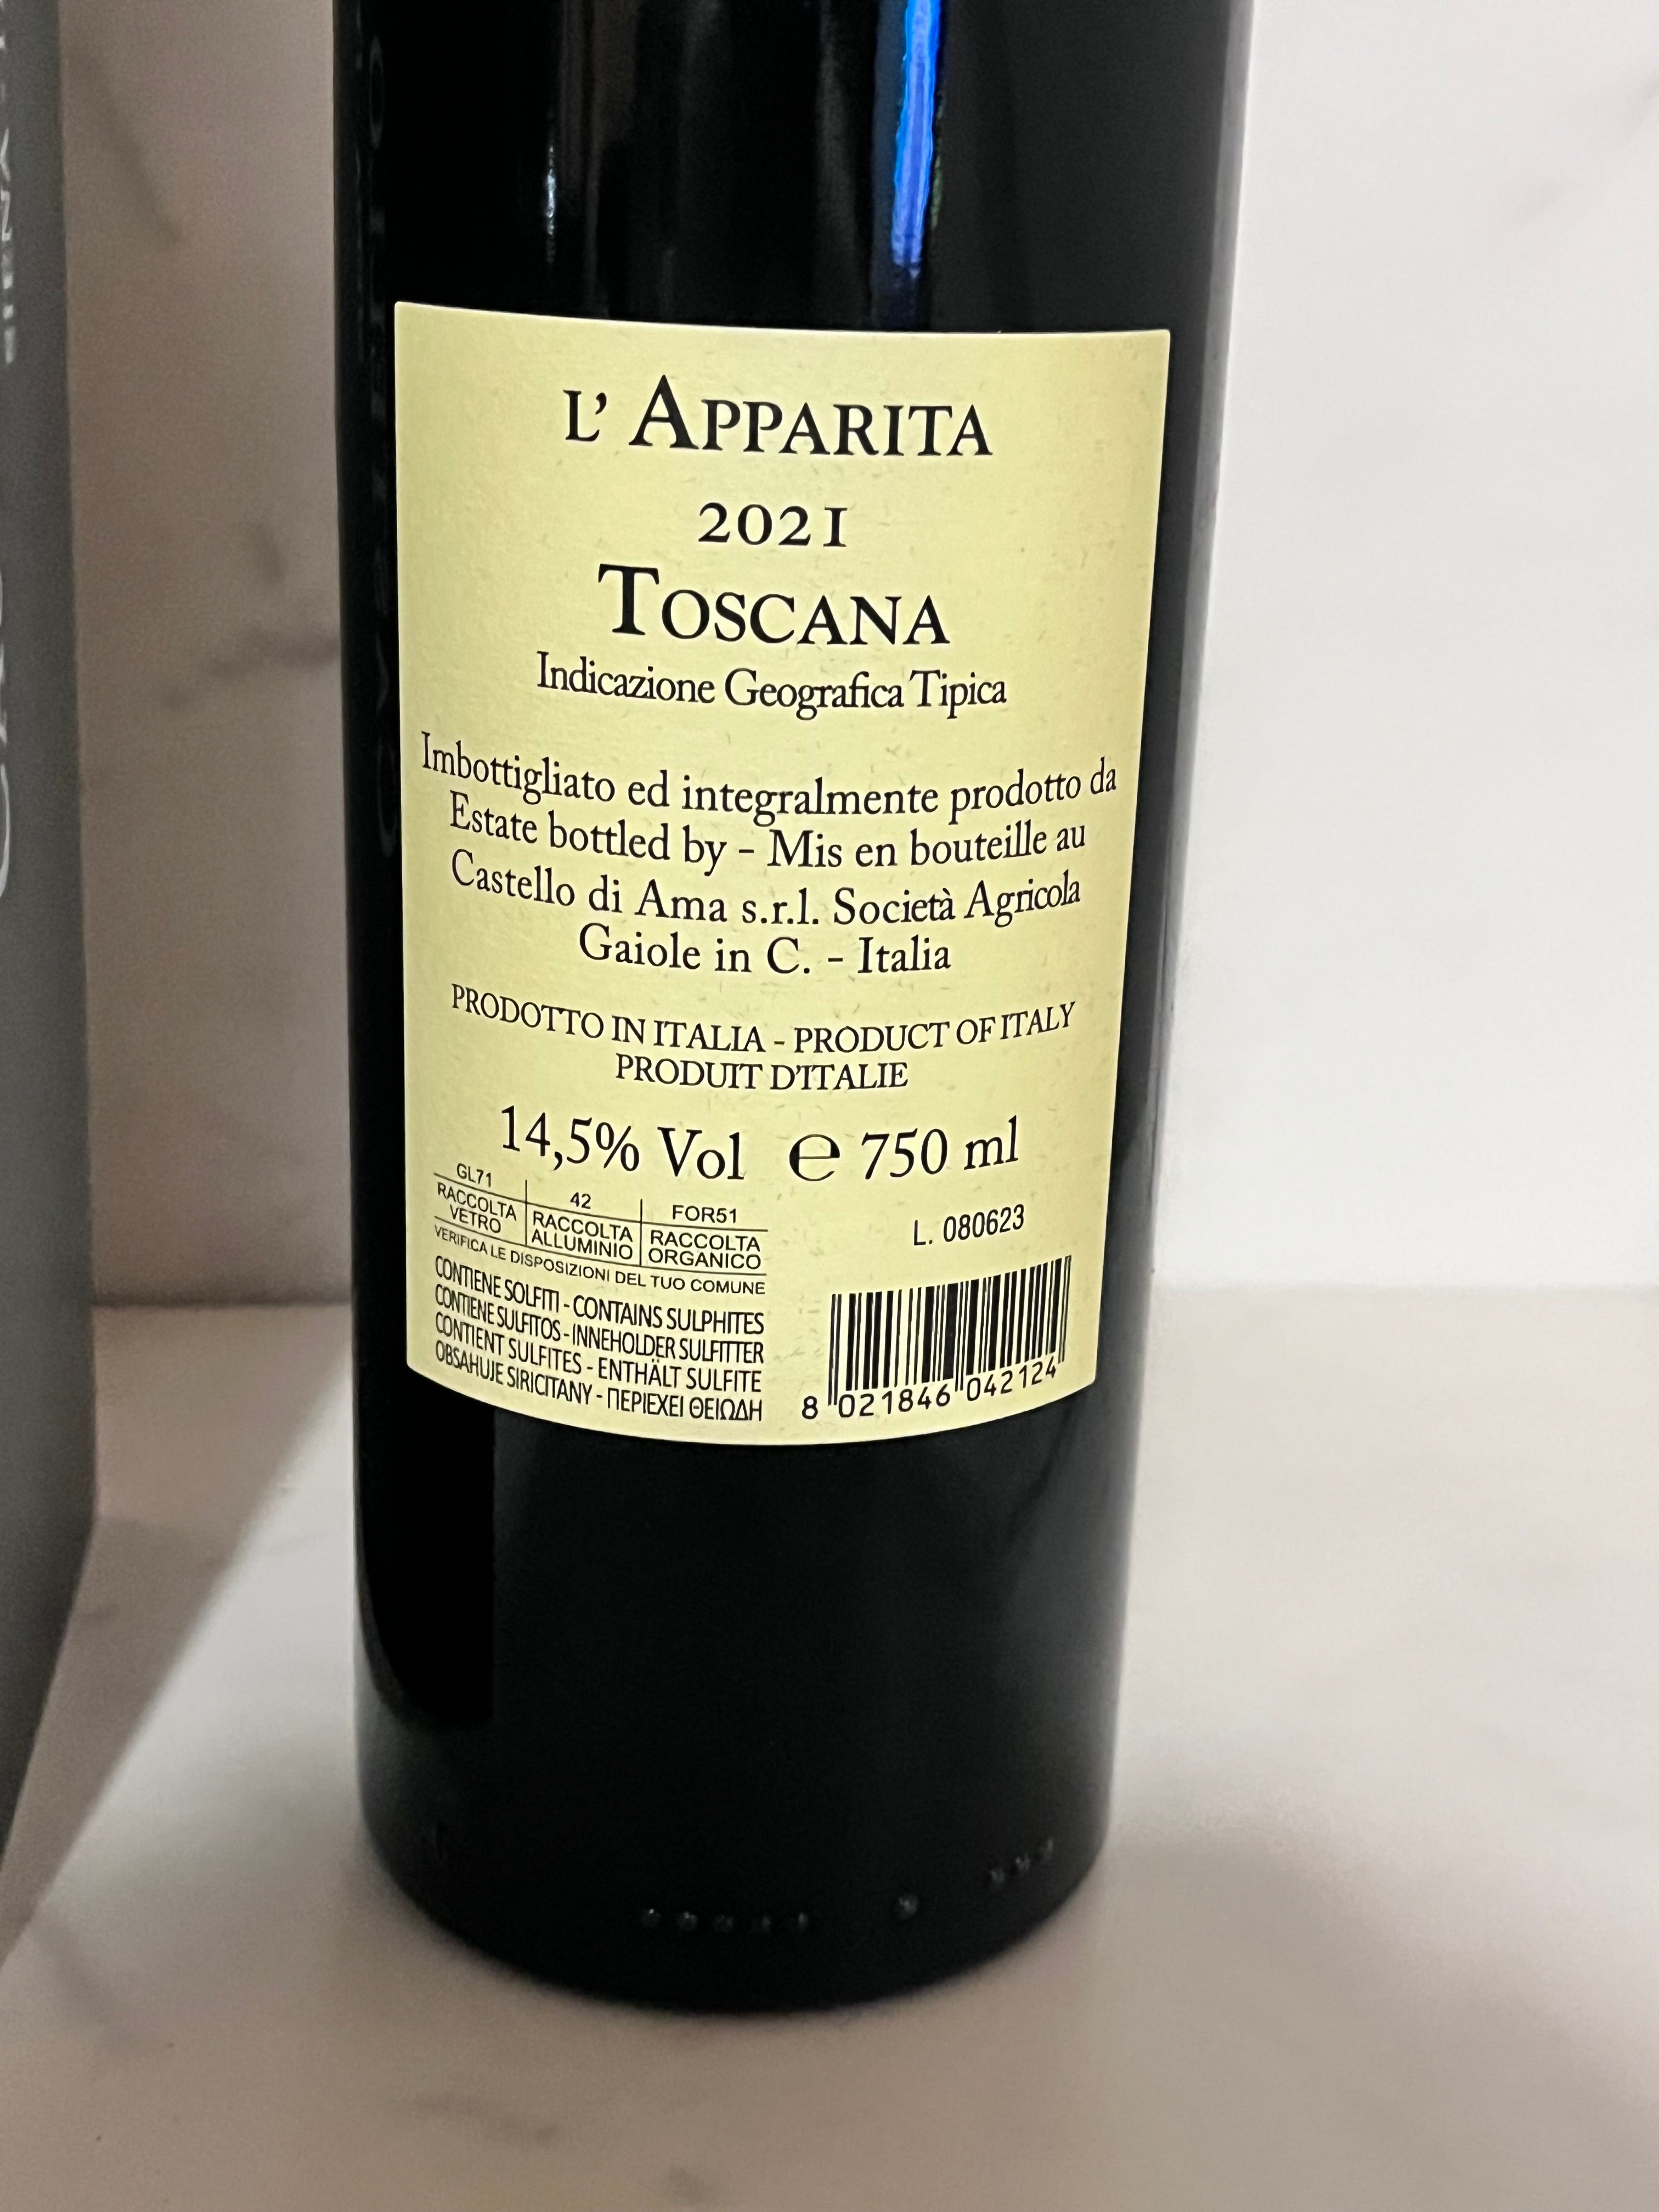 L' APPARITA
2021
TOSCANA
Indicazione Geografica Tipica
Imbottigliato ed integralmente prodotto da
Estate bottled by - Mis en bouteille au
Castello di Ama s.r.l. Società Agricola
Gaiole in C. - Italia
PRODOTTO IN ITALIA - PRODUCT OF ITALY
PRODUIT D'ITALIE
14,5% Vol ℮ 750 ml
GL71 42 FOR51
RACCOLTA VETRO RACCOLTA ALLUMINIO RACCOLTA ORGANICO
VERIFICA LE DISPOSIZIONI DEL TUO COMUNE
L. 080623
CONTIENE SOLFITI - CONTAINS SULPHITES
CONTIENE SULFITOS - INNEHOLDER SULFITTER
CONTIENT SULFITES - ENTHÄLT SULFITE
OBSAHUJE SIRICITANY - ΠΕΡΙΕΧΕΙ ΘΕΙΩΔΗ
8 021846 042124